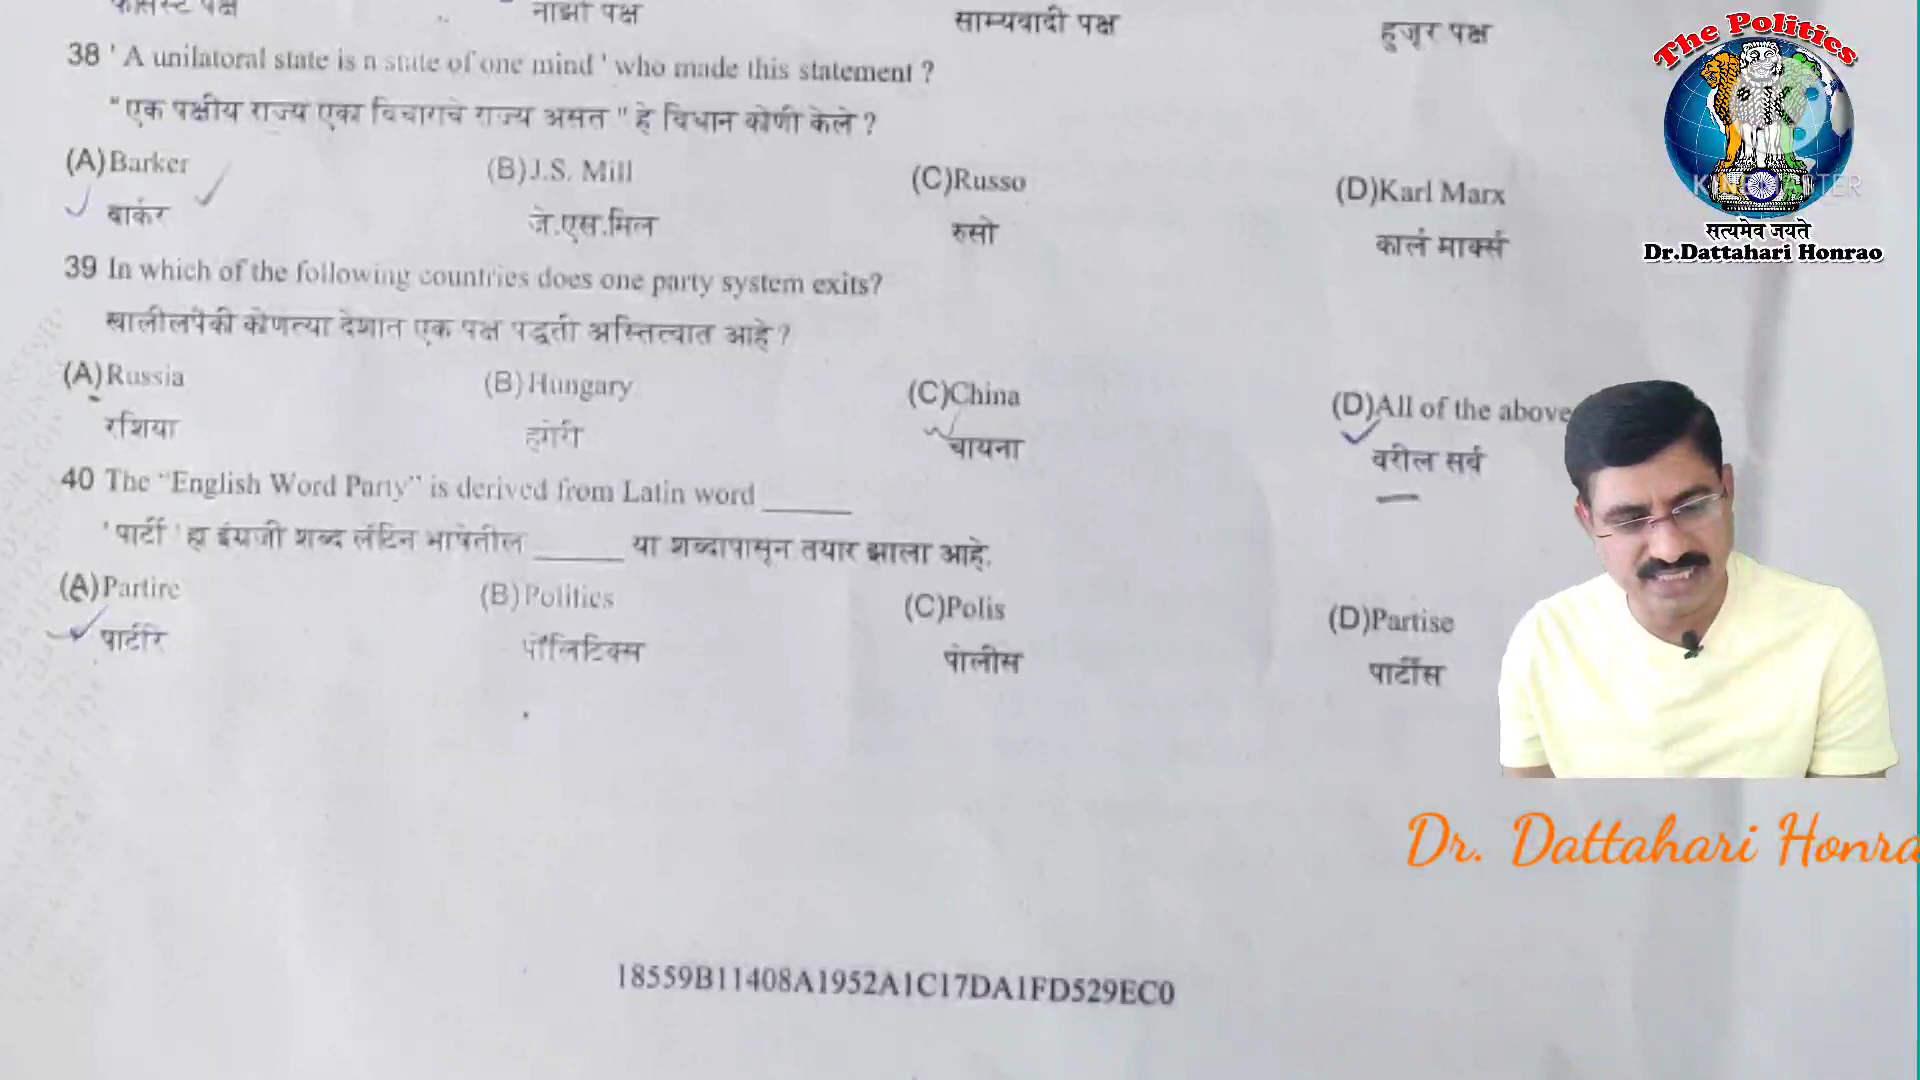 नाझी पक्ष
साम्यवादी पक्ष
हुजूर पक्ष
38 ' A unilatoral state is a state of one mind ' who made this statement ?
"एक पक्षीय राज्य एका विचाराचे राज्य असत" हे विधान कोणी केले ?
(A)Barker
(B)J.S. Mill
(C)Russo
(D)Karl Marx
बार्कर
जे.एस.मिल
रुसो
कार्ल मार्क्स
39 In which of the following countries does one party system exits?
खालीलपैकी कोणत्या देशात एक पक्ष पद्धती अस्तित्वात आहे ?
(A)Russia
(B)Hungary
(C)China
(D)All of the above
रशिया
हंगेरी
चायना
वरील सर्व
40 The "English Word Party" is derived from Latin word ______
'पार्टी' हा इंग्रजी शब्द लॅटिन भाषेतील ______ या शब्दापासून तयार झाला आहे.
(A)Partire
(B)Politics
(C)Polis
(D)Partise
पार्टीरे
पॉलिटिक्स
पोलीस
पार्टीस
18559B11408A1952A1C17DA1FD529EC0
The Politics
KINEMASTER
सत्यमेव जयते
Dr.Dattahari Honrao
Dr. Dattahari Honra